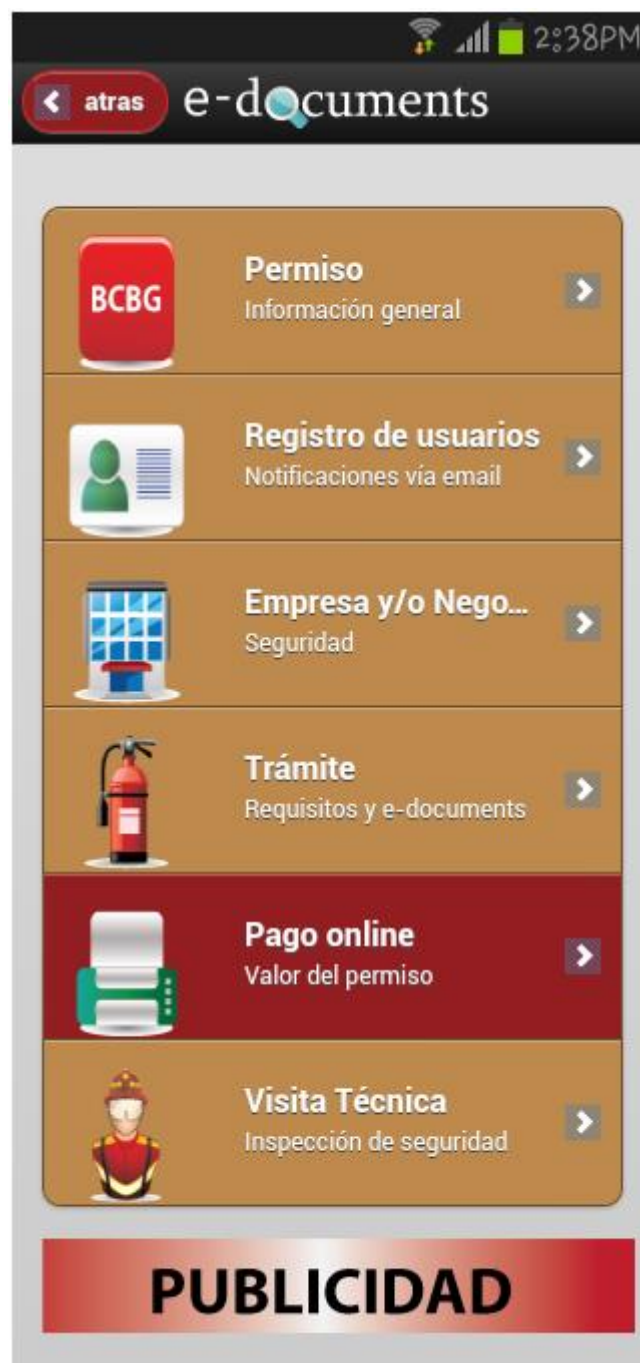 2:38PM
atras
e-documents
BCBG
Permiso
Información general
Registro de usuarios
Notificaciones vía email
Empresa y/o Nego...
Seguridad
Trámite
Requisitos y e-documents
Pago online
Valor del permiso
Visita Técnica
Inspección de seguridad
PUBLICIDAD